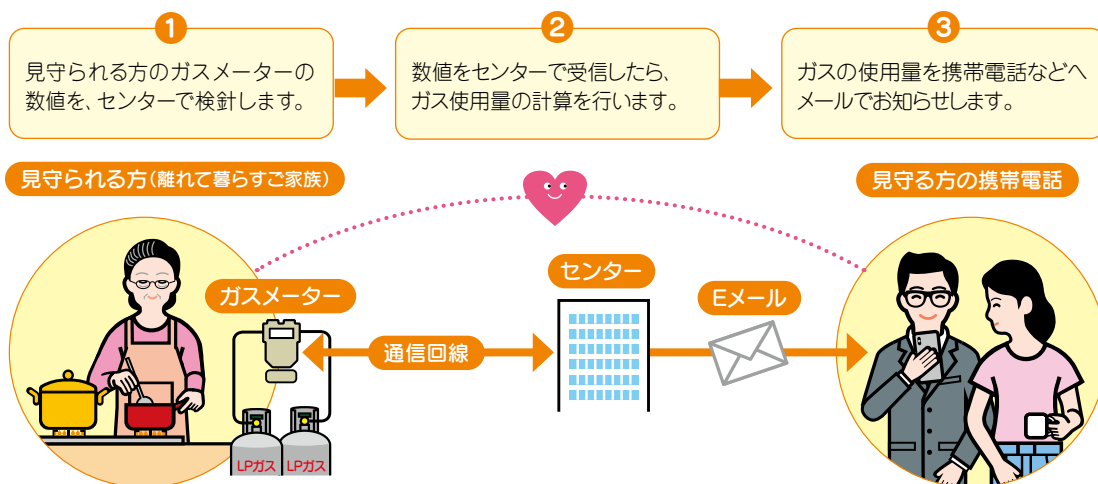 1
見守られる方のガスメーターの
数値を、センターで検針します。
2
数値をセンターで受信したら、
ガス使用量の計算を行います。
3
ガスの使用量を携帯電話などへ
メールでお知らせします。
見守られる方(離れて暮らすご家族)
見守る方の携帯電話
ガスメーター
通信回線
センター
Eメール
LPガス
LPガス